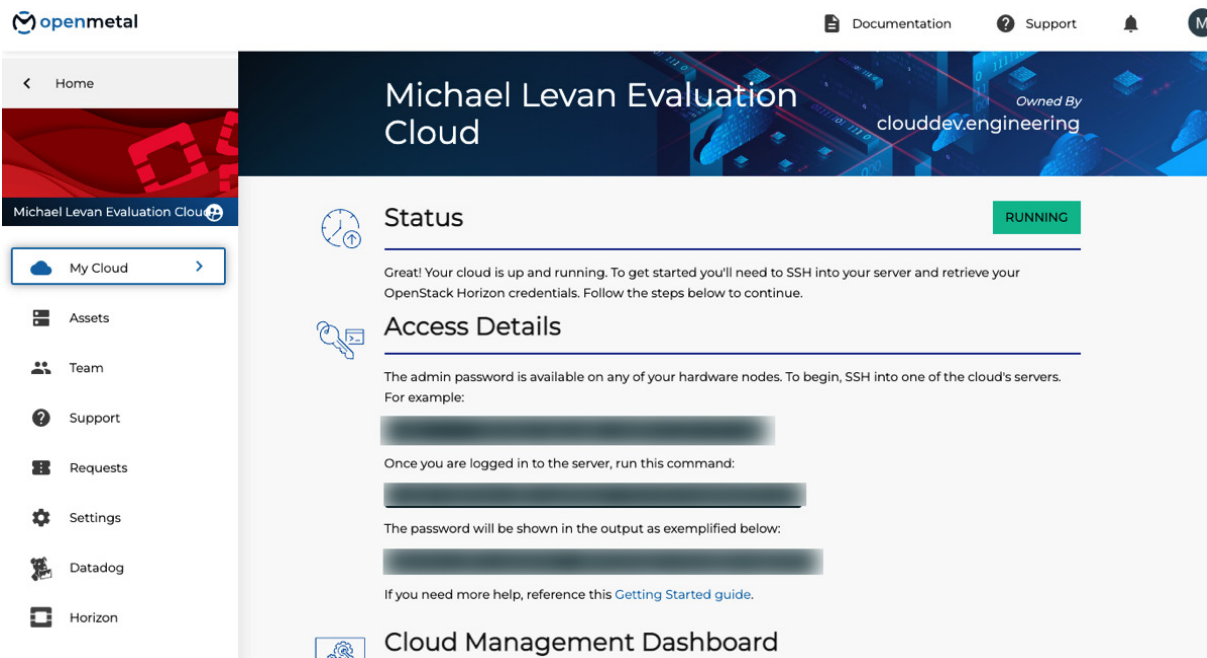 openmetal
Documentation
Support
M
Home
Michael Levan Evaluation Cloud
My Cloud
Assets
Team
Support
Requests
Settings
Datadog
Horizon
Michael Levan Evaluation
Cloud
Owned By
clouddev.engineering
Status
RUNNING
Great! Your cloud is up and running. To get started you'll need to SSH into your server and retrieve your
OpenStack Horizon credentials. Follow the steps below to continue.
Access Details
The admin password is available on any of your hardware nodes. To begin, SSH into one of the cloud's servers.
For example:
Once you are logged in to the server, run this command:
The password will be shown in the output as exemplified below:
If you need more help, reference this Getting Started guide.
Cloud Management Dashboard